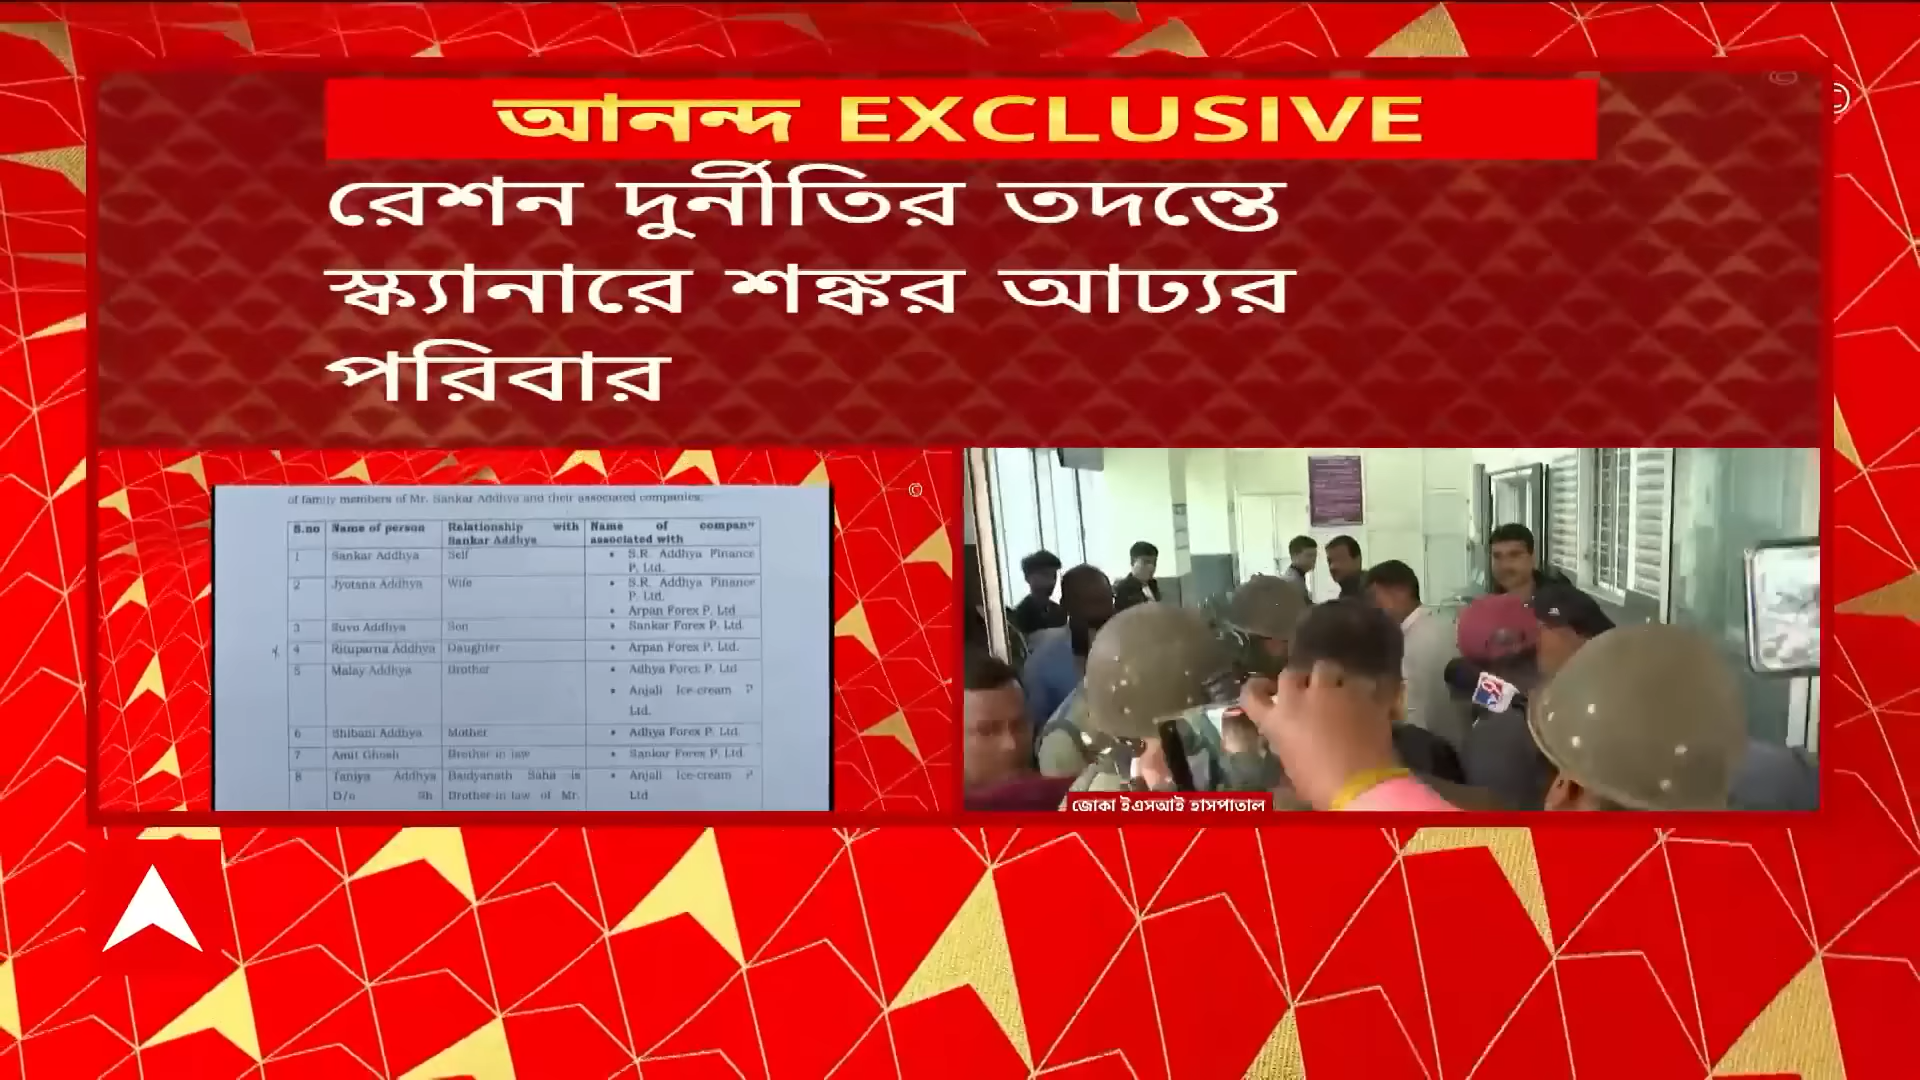 আনন্দ EXCLUSIVE
রেশন দুর্নীতির তদন্তে
স্ক্যানারে শঙ্কর আঢ্যর
পরিবার
©
©
©
of family members of Mr. Sankar Addhya and their associated companies:
S.no Name of person Relationship with Sankar Addhya Name of company associated with
1 Sankar Addhya Self • S.R. Addhya Finance P. Ltd.
2 Jyotsna Addhya Wife • S.R. Addhya Finance P. Ltd.
• Arpan Forex P. Ltd
3 Suvo Addhya Son • Sankar Forex P. Ltd.
4 Rituparna Addhya Daughter • Arpan Forex P. Ltd.
5 Malay Addhya Brother • Adhya Forex P. Ltd
• Anjali Ice-cream P Ltd.
6 Shibani Addhya Mother • Adhya Forex P. Ltd.
7 Amit Ghosh Brother in law • Sankar Forex P. Ltd.
8 Taniya Addhya Baidyanath Saha is • Anjali Ice-cream P
D/o Sh Brother-in law of Mr. Ltd
জোকা ইএসআই হাসপাতাল